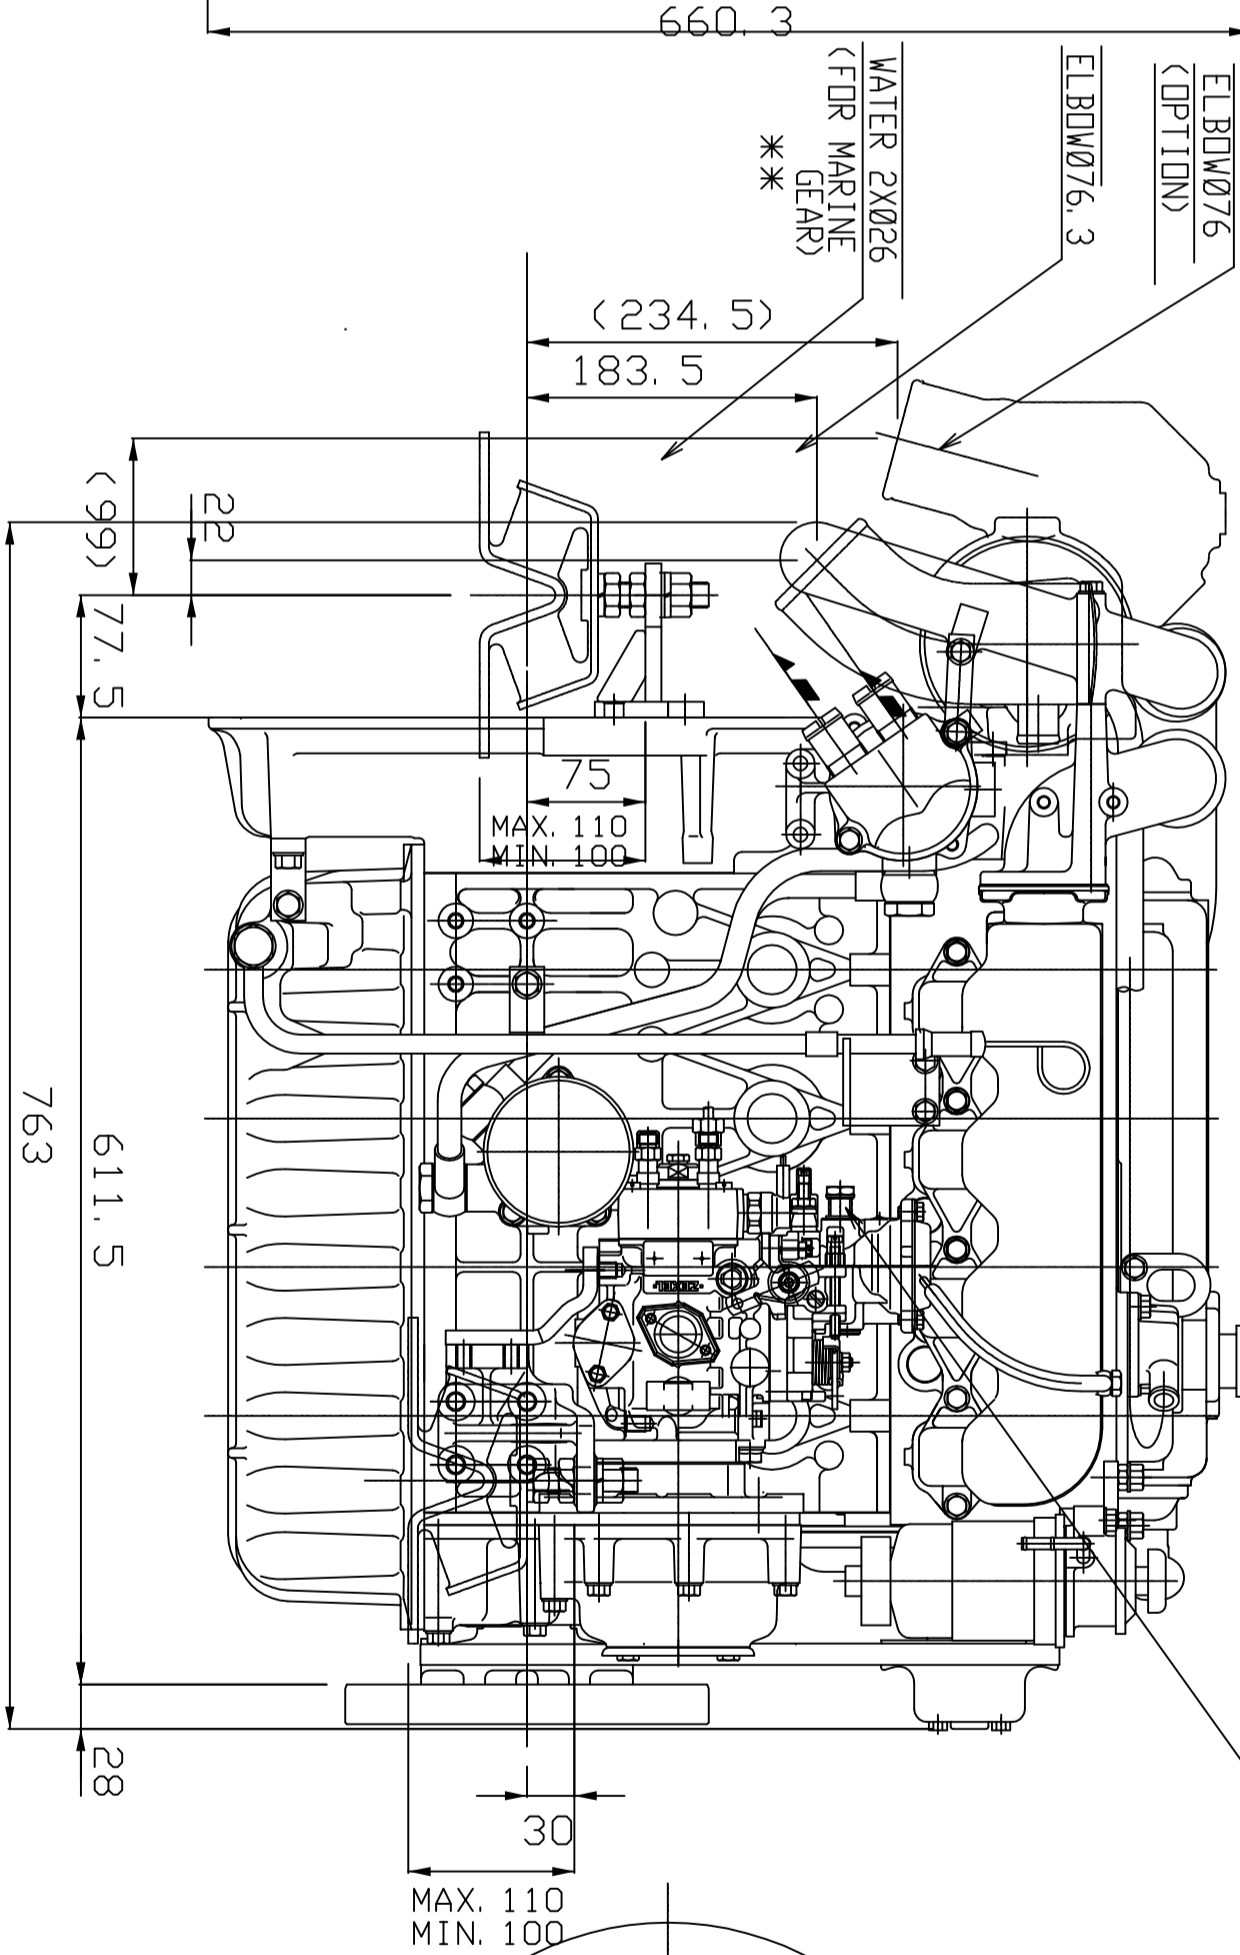 660.3
ELBOWØ76
(OPTION)
ELBOWØ76.3
WATER 2XØ26
(FOR MARINE
GEAR)
**
(234.5)
183.5
22
(99)
77.5
75
MAX. 110
MIN. 100
763
611.5
ZEXEL
28
30
MAX. 110
MIN. 100